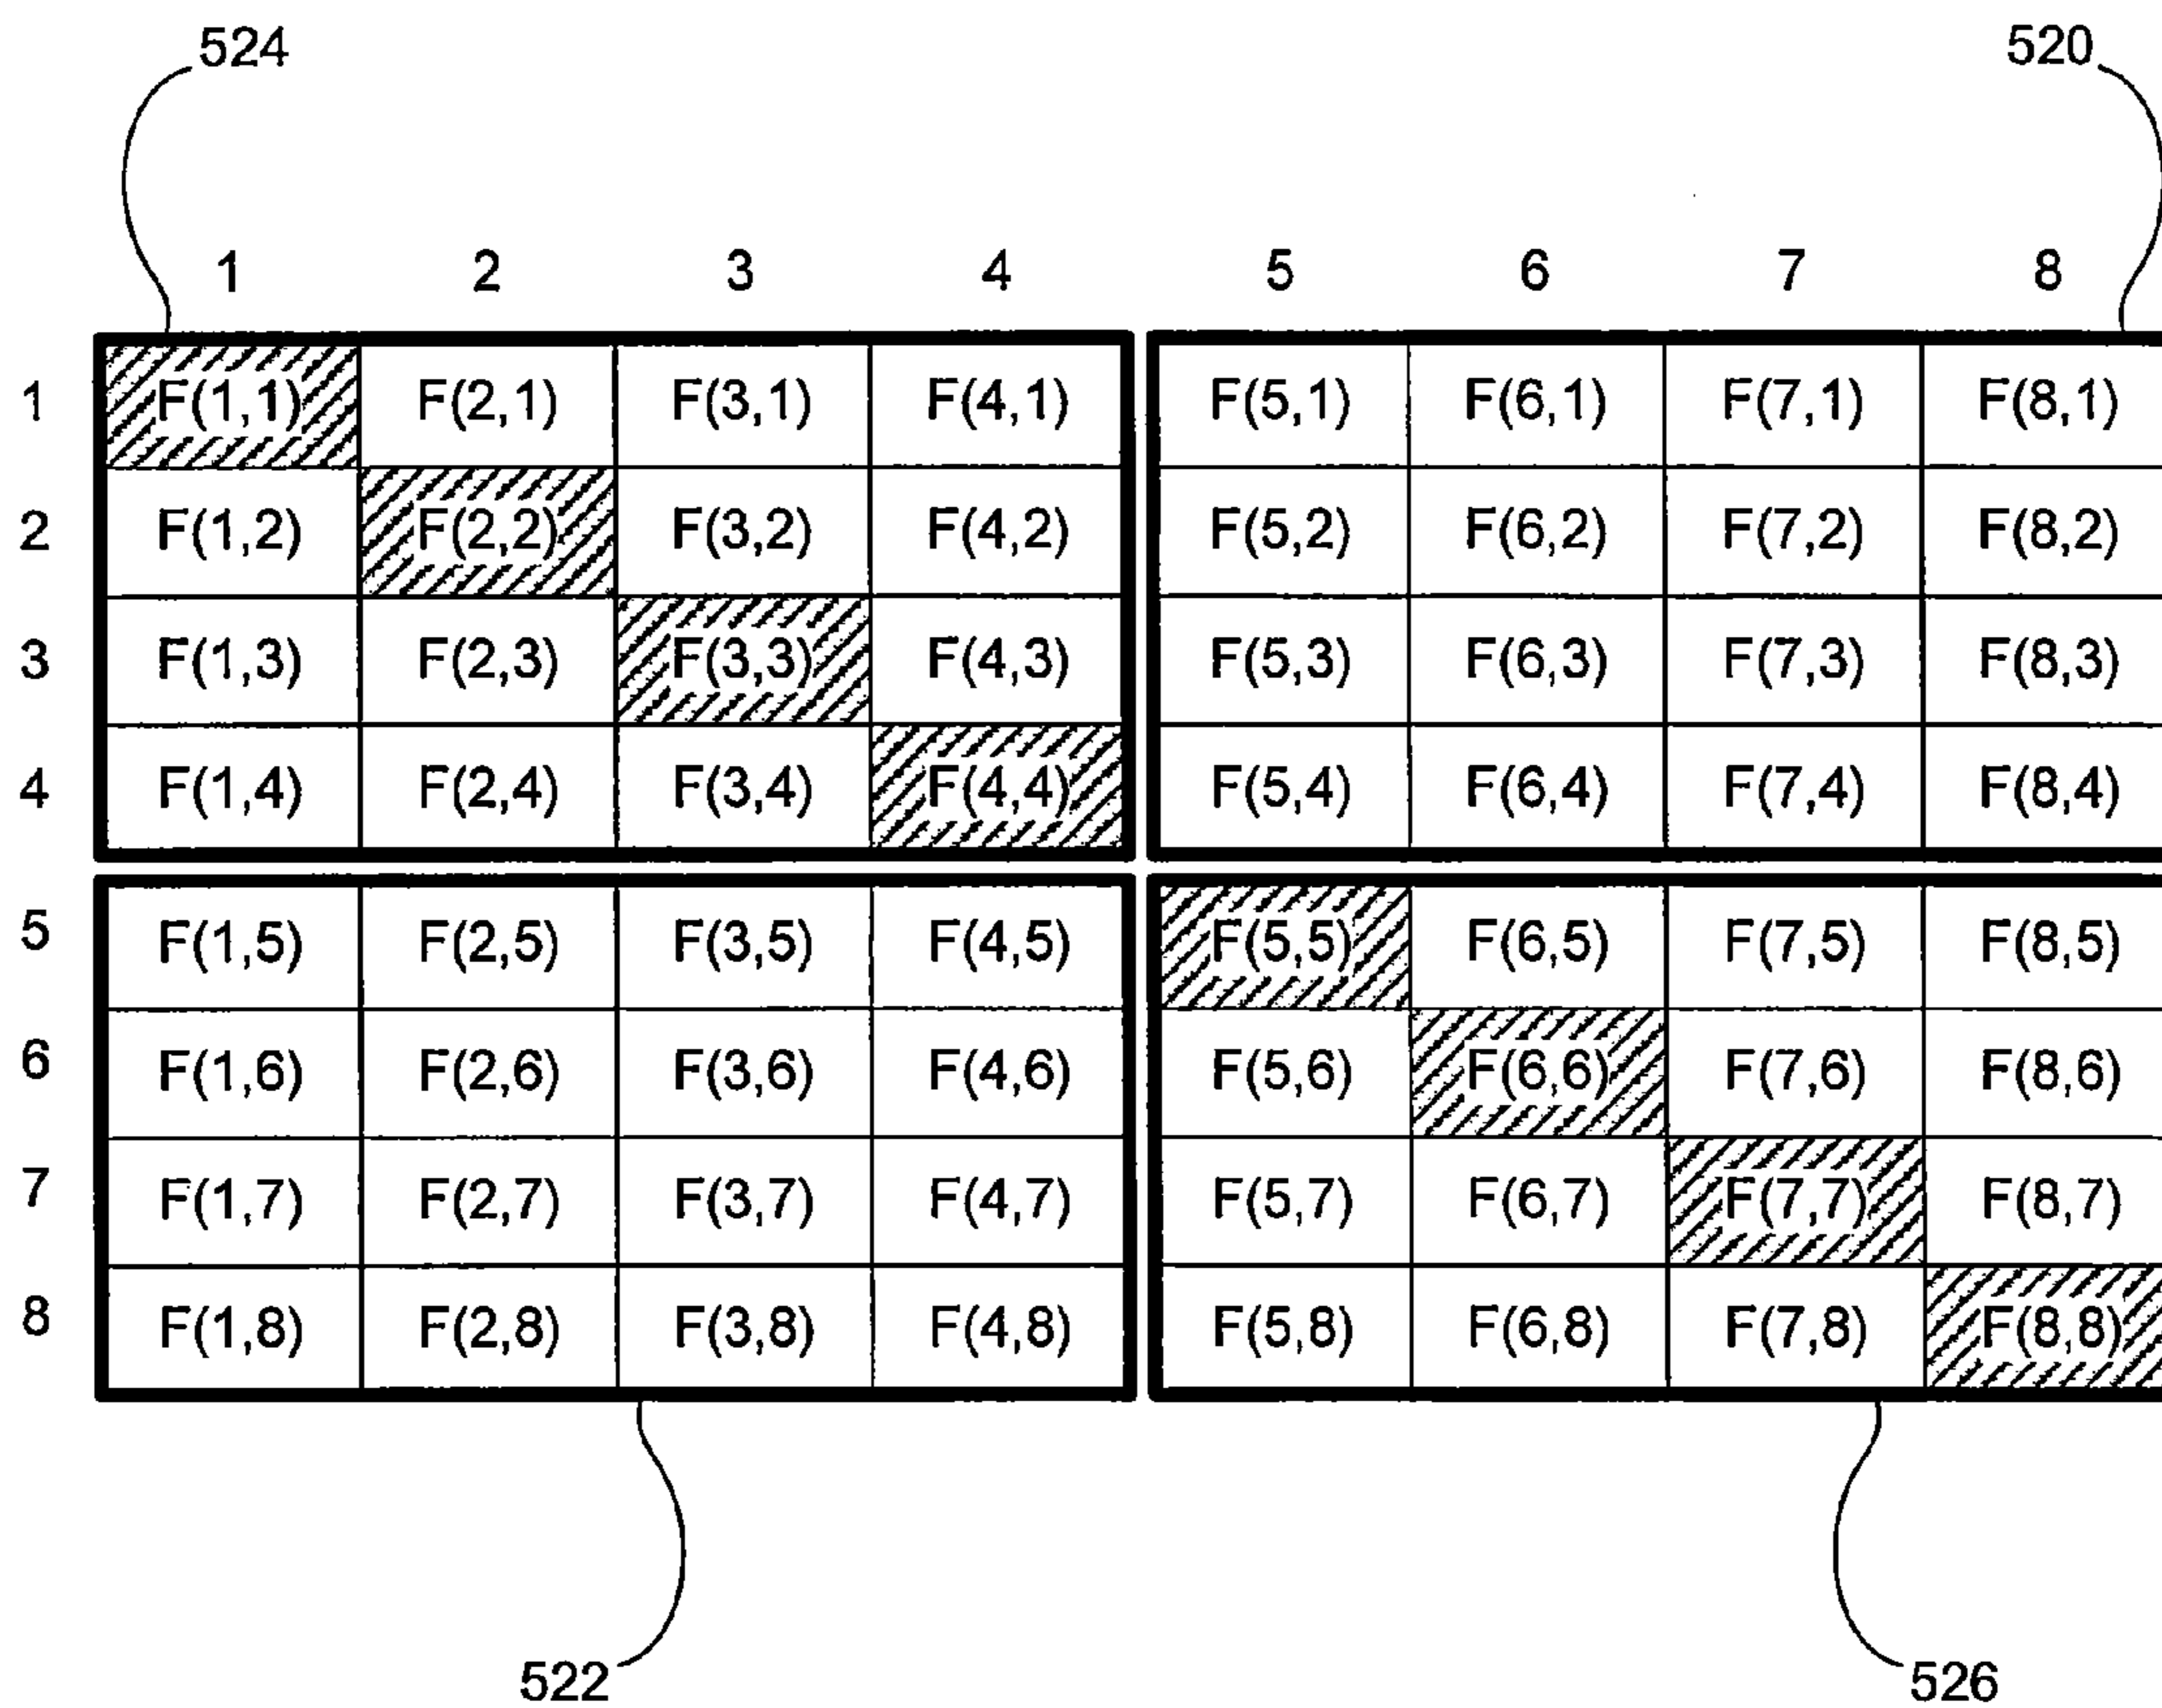 524 520
1 2 3 4 5 6 7 8
1 F(1,1) F(2,1) F(3,1) F(4,1) F(5,1) F(6,1) F(7,1) F(8,1)
2 F(1,2) F(2,2) F(3,2) F(4,2) F(5,2) F(6,2) F(7,2) F(8,2)
3 F(1,3) F(2,3) F(3,3) F(4,3) F(5,3) F(6,3) F(7,3) F(8,3)
4 F(1,4) F(2,4) F(3,4) F(4,4) F(5,4) F(6,4) F(7,4) F(8,4)
5 F(1,5) F(2,5) F(3,5) F(4,5) F(5,5) F(6,5) F(7,5) F(8,5)
6 F(1,6) F(2,6) F(3,6) F(4,6) F(5,6) F(6,6) F(7,6) F(8,6)
7 F(1,7) F(2,7) F(3,7) F(4,7) F(5,7) F(6,7) F(7,7) F(8,7)
8 F(1,8) F(2,8) F(3,8) F(4,8) F(5,8) F(6,8) F(7,8) F(8,8)
522 526